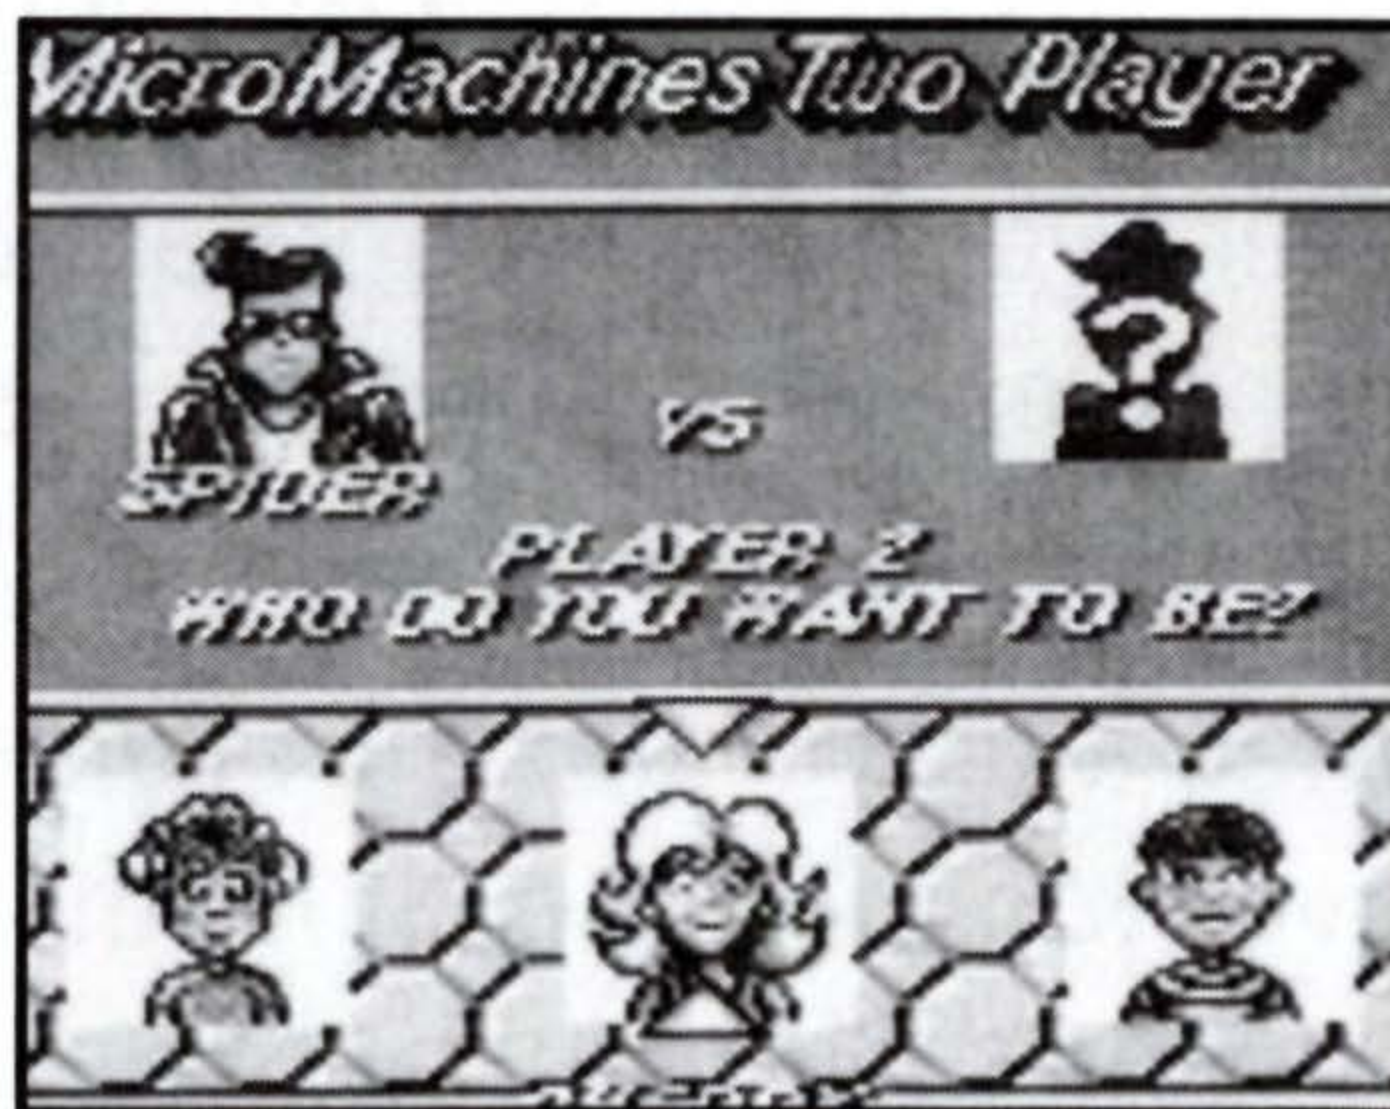 MicroMachines Two Player
VS
SPIDER
PLAYER 2
WHO DO YOU WANT TO BE?